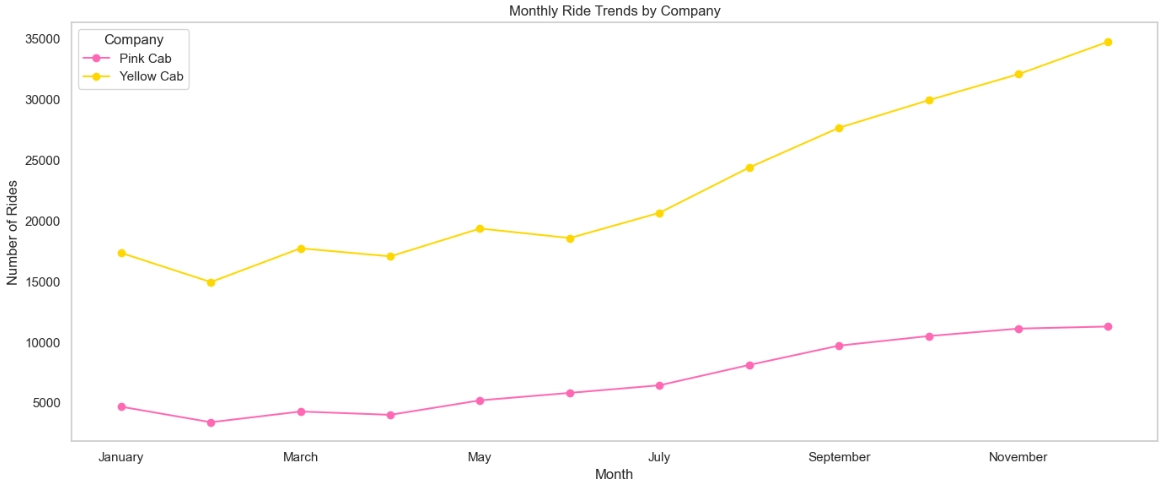 Monthly Ride Trends by Company
Company
Pink Cab
Yellow Cab
Number of Rides
35000
30000
25000
20000
15000
10000
5000
January March May July September November
Month